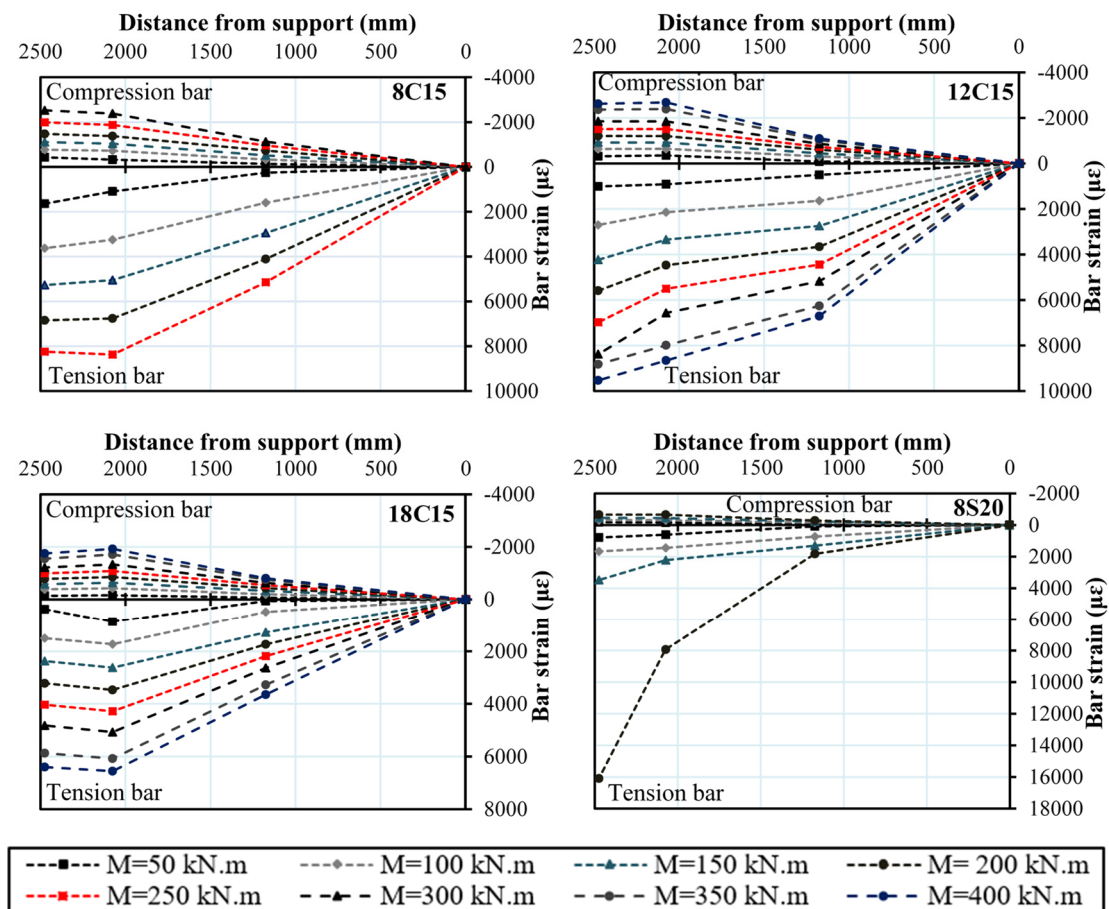 Distance from support (mm)
2500 2000 1500 1000 500 0
Compression bar
8C15
-4000
-2000
0
2000
4000
6000
8000
10000
Bar strain (με)
Tension bar
Distance from support (mm)
2500 2000 1500 1000 500 0
Compression bar
12C15
-4000
-2000
0
2000
4000
6000
8000
10000
Bar strain (με)
Tension bar
Distance from support (mm)
2500 2000 1500 1000 500 0
Compression bar
18C15
-4000
-2000
0
2000
4000
6000
8000
Bar strain (με)
Tension bar
Distance from support (mm)
2500 2000 1500 1000 500 0
Compression bar
8S20
-2000
0
2000
4000
6000
8000
10000
12000
14000
16000
18000
Bar strain (με)
Tension bar
M=50 kN.m M=100 kN.m M=150 kN.m M= 200 kN.m
M=250 kN.m M=300 kN.m M=350 kN.m M=400 kN.m